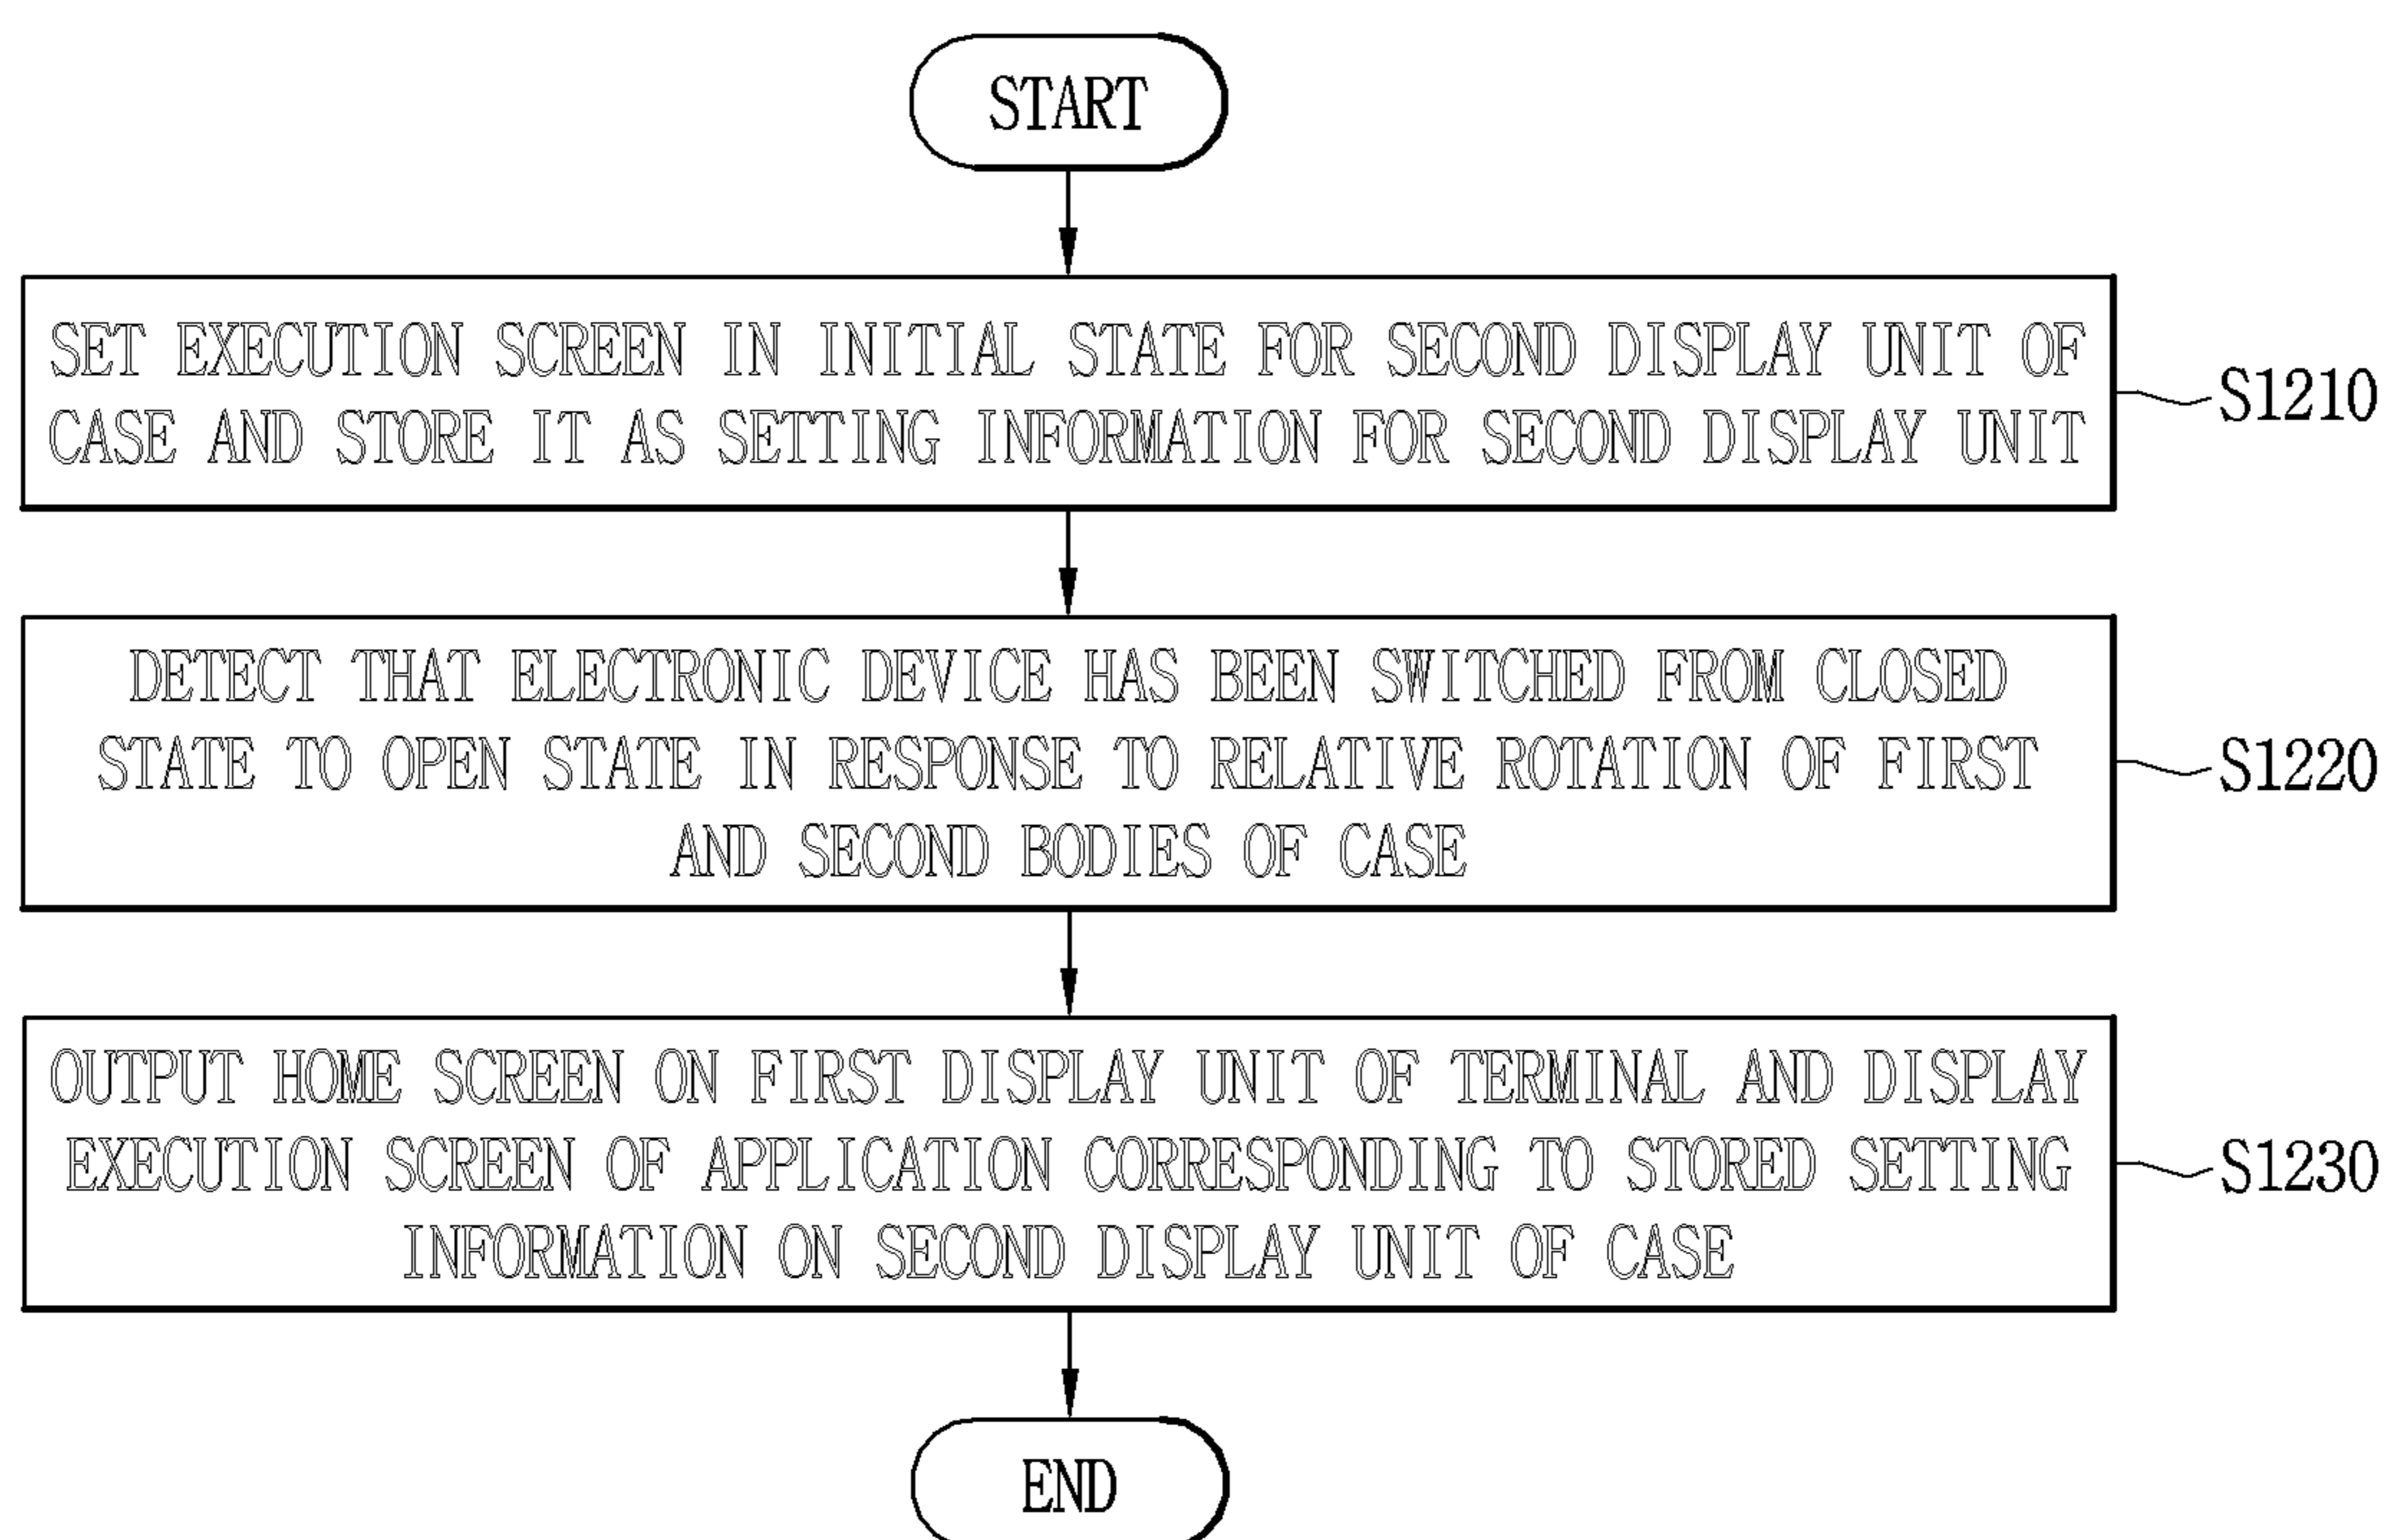 START
SET EXECUTION SCREEN IN INITIAL STATE FOR SECOND DISPLAY UNIT OF
CASE AND STORE IT AS SETTING INFORMATION FOR SECOND DISPLAY UNIT
S1210
DETECT THAT ELECTRONIC DEVICE HAS BEEN SWITCHED FROM CLOSED
STATE TO OPEN STATE IN RESPONSE TO RELATIVE ROTATION OF FIRST
AND SECOND BODIES OF CASE
S1220
OUTPUT HOME SCREEN ON FIRST DISPLAY UNIT OF TERMINAL AND DISPLAY
EXECUTION SCREEN OF APPLICATION CORRESPONDING TO STORED SETTING
INFORMATION ON SECOND DISPLAY UNIT OF CASE
S1230
END